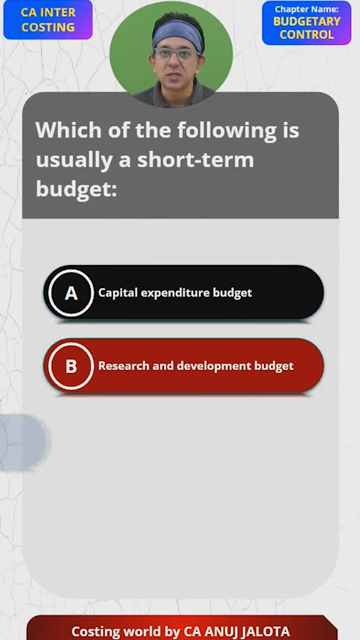 CA INTER
COSTING
Chapter Name:
BUDGETARY
CONTROL
Which of the following is
usually a short-term
budget:
A Capital expenditure budget
B Research and development budget
Costing world by CA ANUJ JALOTA